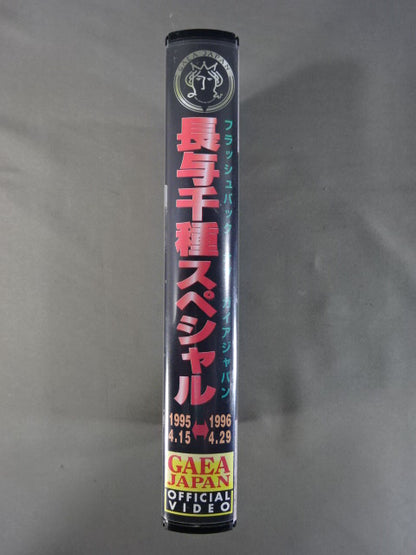 GAEA JAPAN
フラッシュバック
ガイアジャパン
長与千種スペシャル
1995
4.15
1996
4.29
GAEA
JAPAN
OFFICIAL
VIDEO